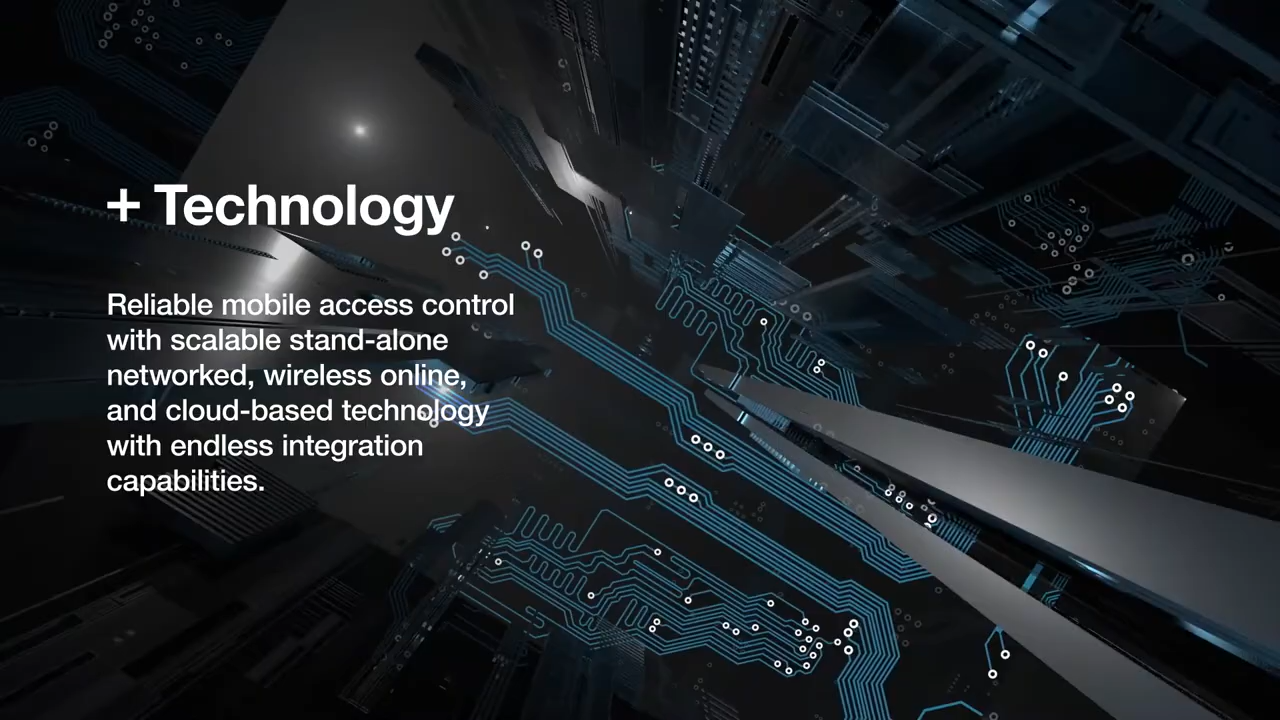 + Technology
Reliable mobile access control
with scalable stand-alone
networked, wireless online,
and cloud-based technology
with endless integration
capabilities.